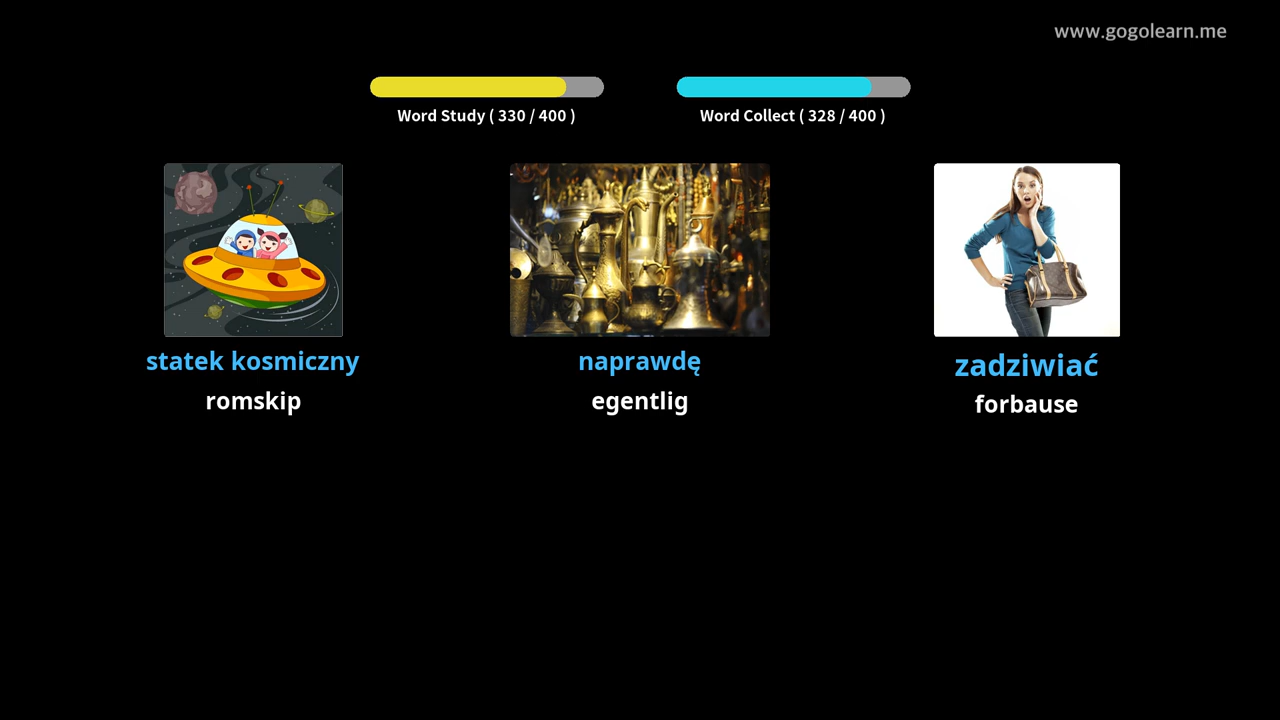 www.gogolearn.me
Word Study ( 330 / 400 )
Word Collect ( 328 / 400 )
statek kosmiczny
romskip
naprawdę
egentlig
zadziwiać
forbause